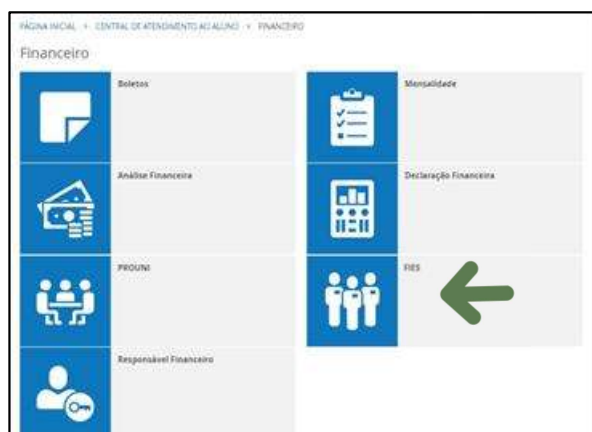 PÁGINA INICIAL > CENTRAL DE ATENDIMENTO AO ALUNO > FINANCEIRO
Financeiro
Boletos
Mensalidade
Análise Financeira
Declaração Financeira
PROUNI
FIES
Responsável Financeiro